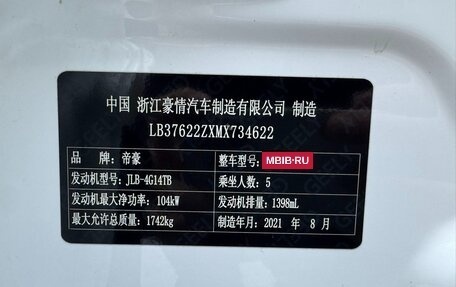 中国 浙江豪情汽车制造有限公司 制造
LB37622ZXMX734622
品 牌: 帝豪 整车型号: MBIB·RU
发动机型号: JLB-4G14TB 乘坐人数: 5
发动机最大净功率: 104kW 发动机排量: 1398mL
最大允许总质量: 1742kg 制造年月: 2021 年 8 月